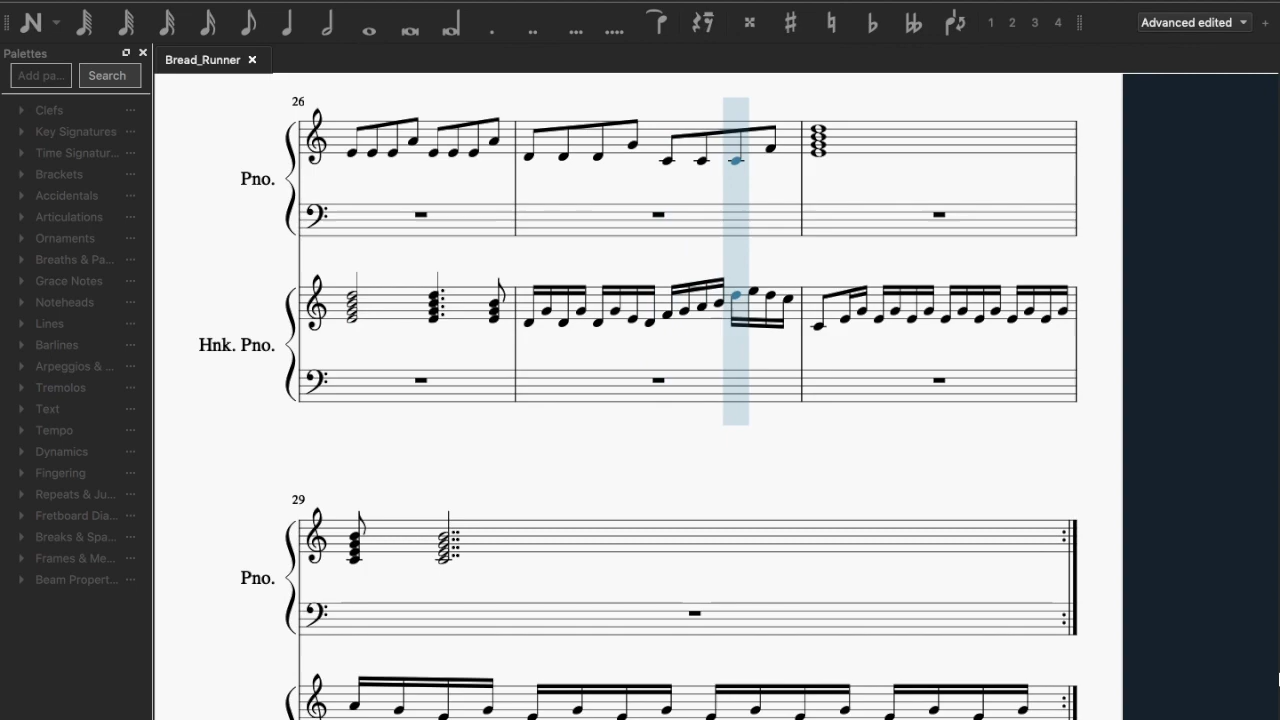 1 2 3 4
Advanced edited
+
Palettes
Add pa...
Search
Bread_Runner
Clefs
Key Signatures
Time Signatur...
Brackets
Accidentals
Articulations
Ornaments
Breaths & Pa...
Grace Notes
Noteheads
Lines
Barlines
Arpeggios & ...
Tremolos
Text
Tempo
Dynamics
Fingering
Repeats & Ju...
Fretboard Dia...
Breaks & Spa...
Frames & Me...
Beam Propert...
26
Pno.
Hnk. Pno.
29
Pno.